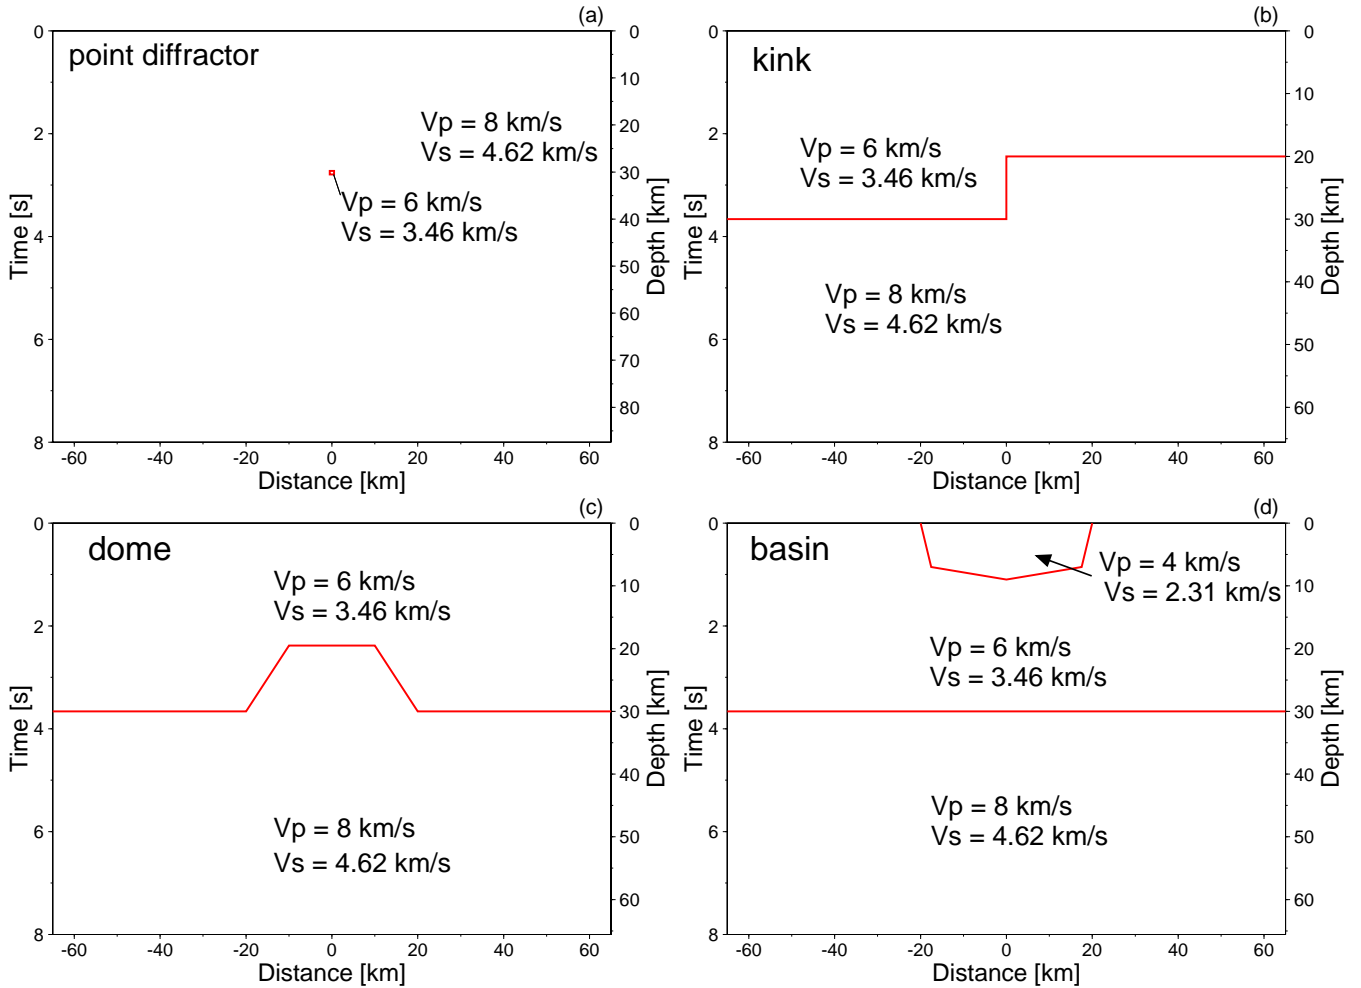 (a)
point diffractor
Vp = 8 km/s
Vs = 4.62 km/s
Vp = 6 km/s
Vs = 3.46 km/s
Time [s]
0
2
4
6
8
Depth [km]
0
10
20
30
40
50
60
70
80
-60 -40 -20 0 20 40 60
Distance [km]
(b)
kink
Vp = 6 km/s
Vs = 3.46 km/s
Vp = 8 km/s
Vs = 4.62 km/s
Time [s]
0
2
4
6
8
Depth [km]
0
10
20
30
40
50
60
-60 -40 -20 0 20 40 60
Distance [km]
(c)
dome
Vp = 6 km/s
Vs = 3.46 km/s
Vp = 8 km/s
Vs = 4.62 km/s
Time [s]
0
2
4
6
8
Depth [km]
0
10
20
30
40
50
60
-60 -40 -20 0 20 40 60
Distance [km]
(d)
basin
Vp = 4 km/s
Vs = 2.31 km/s
Vp = 6 km/s
Vs = 3.46 km/s
Vp = 8 km/s
Vs = 4.62 km/s
Time [s]
0
2
4
6
8
Depth [km]
0
10
20
30
40
50
60
-60 -40 -20 0 20 40 60
Distance [km]